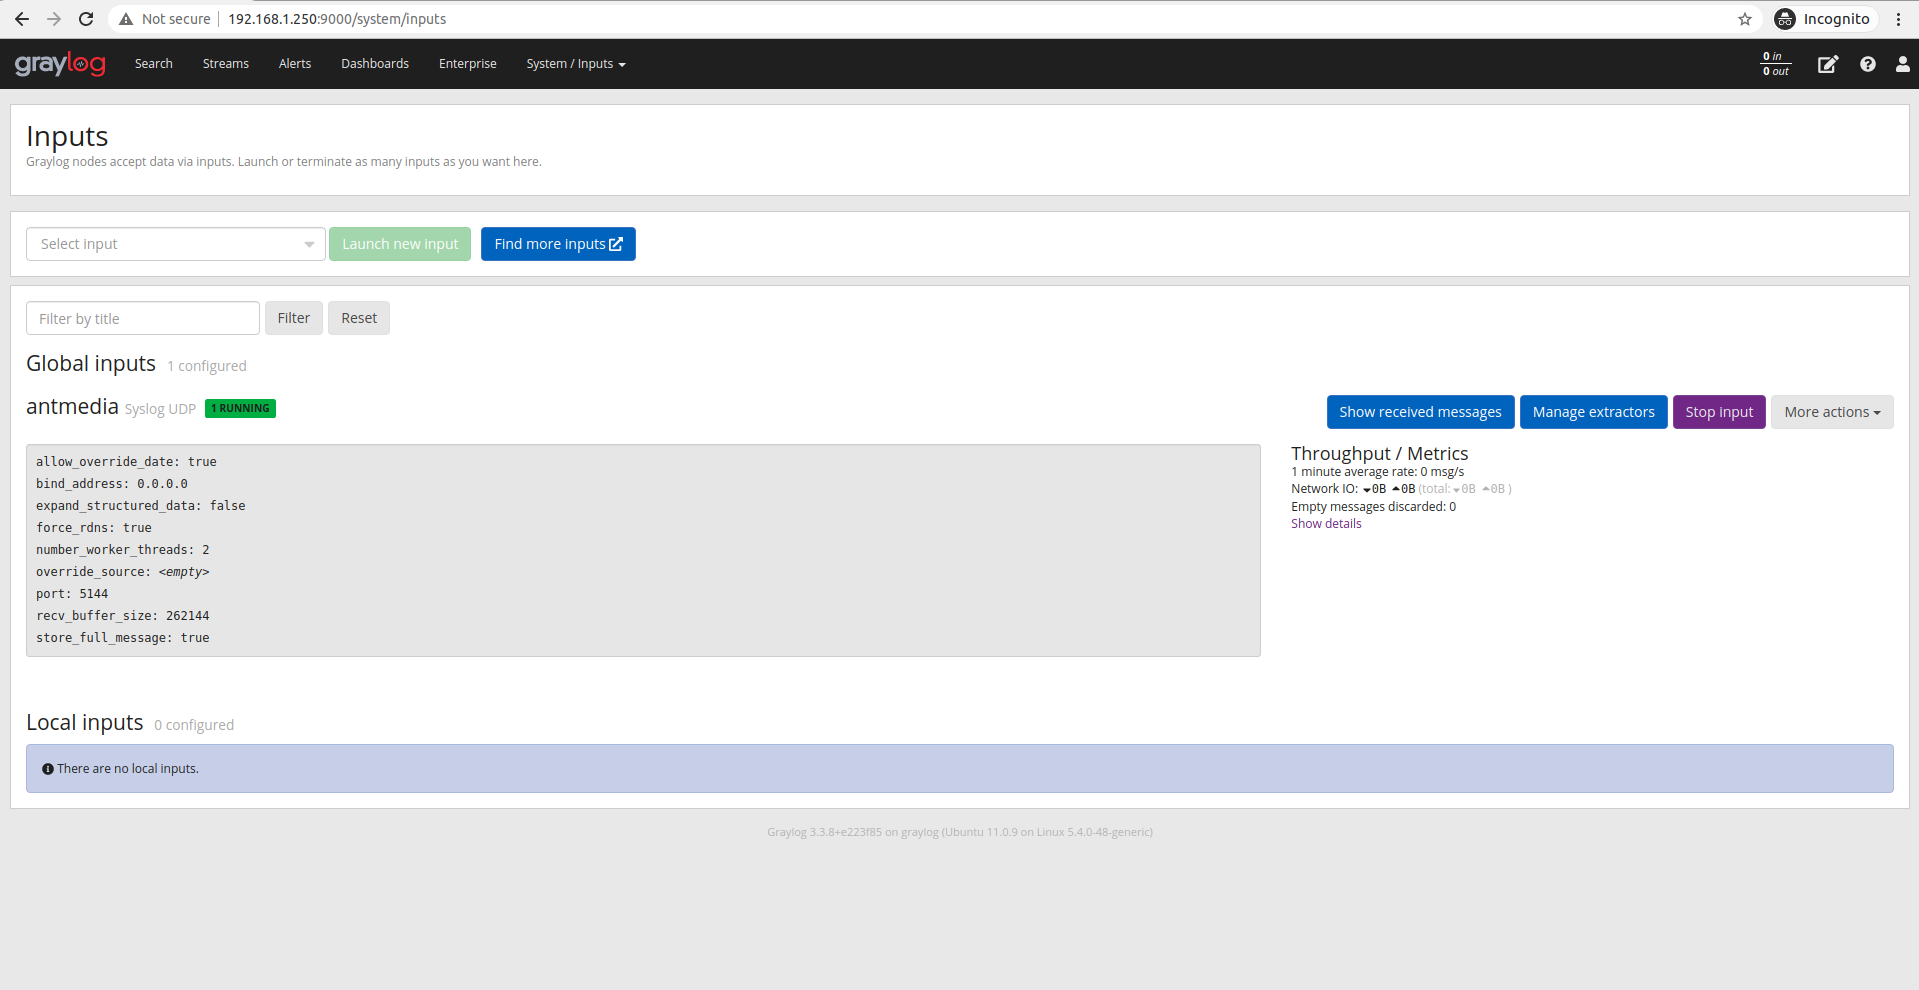 Not secure 192.168.1.250:9000/system/inputs Incognito
graylog Search Streams Alerts Dashboards Enterprise System / Inputs 0 in
0 out
Inputs
Graylog nodes accept data via inputs. Launch or terminate as many inputs as you want here.
Select input Launch new input Find more inputs
Filter by title Filter Reset
Global inputs 1 configured
antmedia Syslog UDP 1 RUNNING Show received messages Manage extractors Stop input More actions
allow_override_date: true
bind_address: 0.0.0.0
expand_structured_data: false
force_rdns: true
number_worker_threads: 2
override_source: <empty>
port: 5144
recv_buffer_size: 262144
store_full_message: true
Throughput / Metrics
1 minute average rate: 0 msg/s
Network IO: 0B 0B (total: 0B 0B )
Empty messages discarded: 0
Show details
Local inputs 0 configured
There are no local inputs.
Graylog 3.3.8+e223f85 on graylog (Ubuntu 11.0.9 on Linux 5.4.0-48-generic)